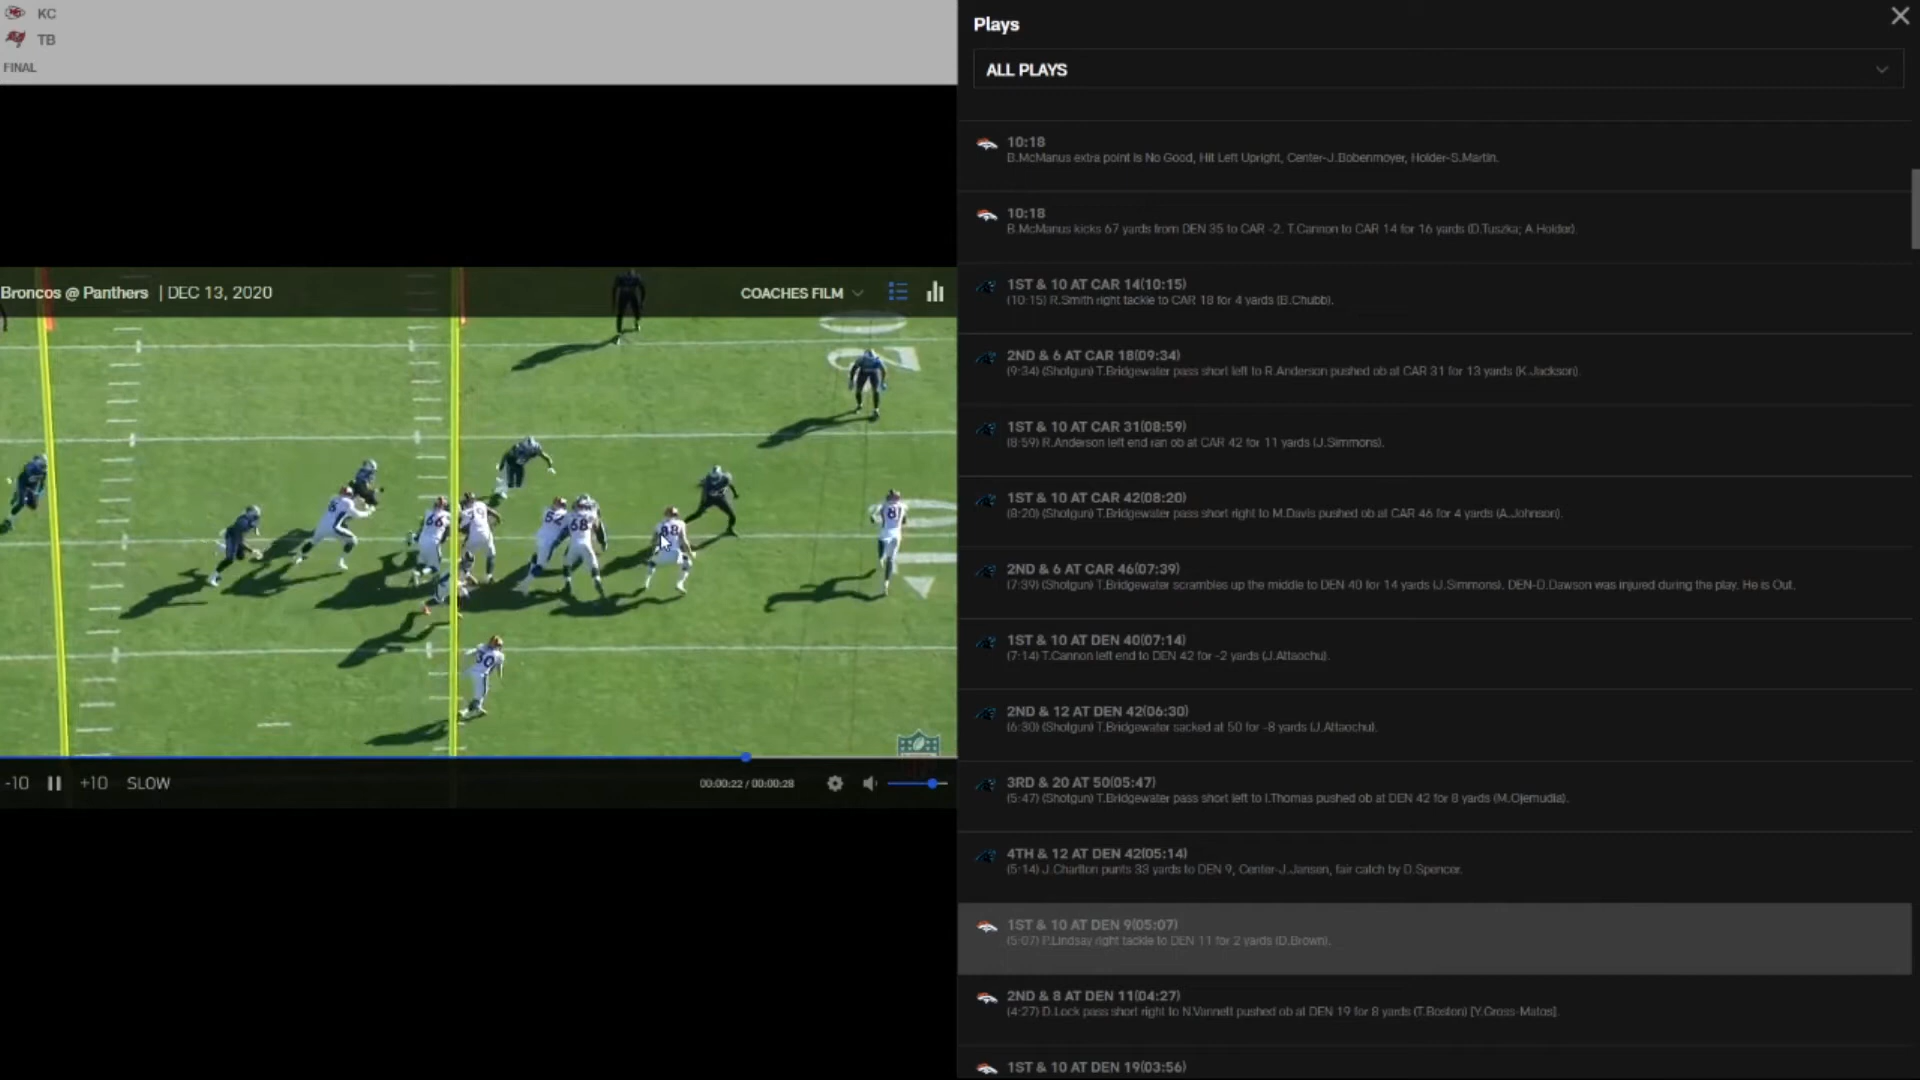 KC
TB
FINAL
Broncos @ Panthers | DEC 13, 2020
COACHES FILM
66
52
68
88
81
30
-10
+10 SLOW
00:00:22 / 00:00:28
Plays
ALL PLAYS
10:18
B.McManus extra point is No Good, Hit Left Upright, Center-J.Bobenmoyer, Holder-S.Martin.
10:18
B.McManus kicks 67 yards from DEN 35 to CAR -2. T.Cannon to CAR 14 for 16 yards (D.Tuszka; A.Holder).
1ST & 10 AT CAR 14(10:15)
(10:15) R.Smith right tackle to CAR 18 for 4 yards (B.Chubb).
2ND & 6 AT CAR 18(09:34)
(9:34) (Shotgun) T.Bridgewater pass short left to R.Anderson pushed ob at CAR 31 for 13 yards (K.Jackson).
1ST & 10 AT CAR 31(08:59)
(8:59) R.Anderson left end ran ob at CAR 42 for 11 yards (J.Simmons).
1ST & 10 AT CAR 42(08:20)
(8:20) (Shotgun) T.Bridgewater pass short right to M.Davis pushed ob at CAR 46 for 4 yards (A.Johnson).
2ND & 6 AT CAR 46(07:39)
(7:39) (Shotgun) T.Bridgewater scrambles up the middle to DEN 40 for 14 yards (J.Simmons). DEN-D.Dawson was injured during the play. He is Out.
1ST & 10 AT DEN 40(07:14)
(7:14) T.Cannon left end to DEN 42 for -2 yards (J.Attaochu).
2ND & 12 AT DEN 42(06:30)
(6:30) (Shotgun) T.Bridgewater sacked at 50 for -8 yards (J.Attaochu).
3RD & 20 AT 50(05:47)
(5:47) (Shotgun) T.Bridgewater pass short left to I.Thomas pushed ob at DEN 42 for 8 yards (M.Ojemudia).
4TH & 12 AT DEN 42(05:14)
(5:14) J.Charlton punts 33 yards to DEN 9, Center-J.Jansen, fair catch by D.Spencer.
1ST & 10 AT DEN 9(05:07)
(5:07) P.Lindsay right tackle to DEN 11 for 2 yards (D.Brown).
2ND & 8 AT DEN 11(04:27)
(4:27) D.Lock pass short right to N.Vannett pushed ob at DEN 19 for 8 yards (T.Boston) [Y.Gross-Matos].
1ST & 10 AT DEN 19(03:56)